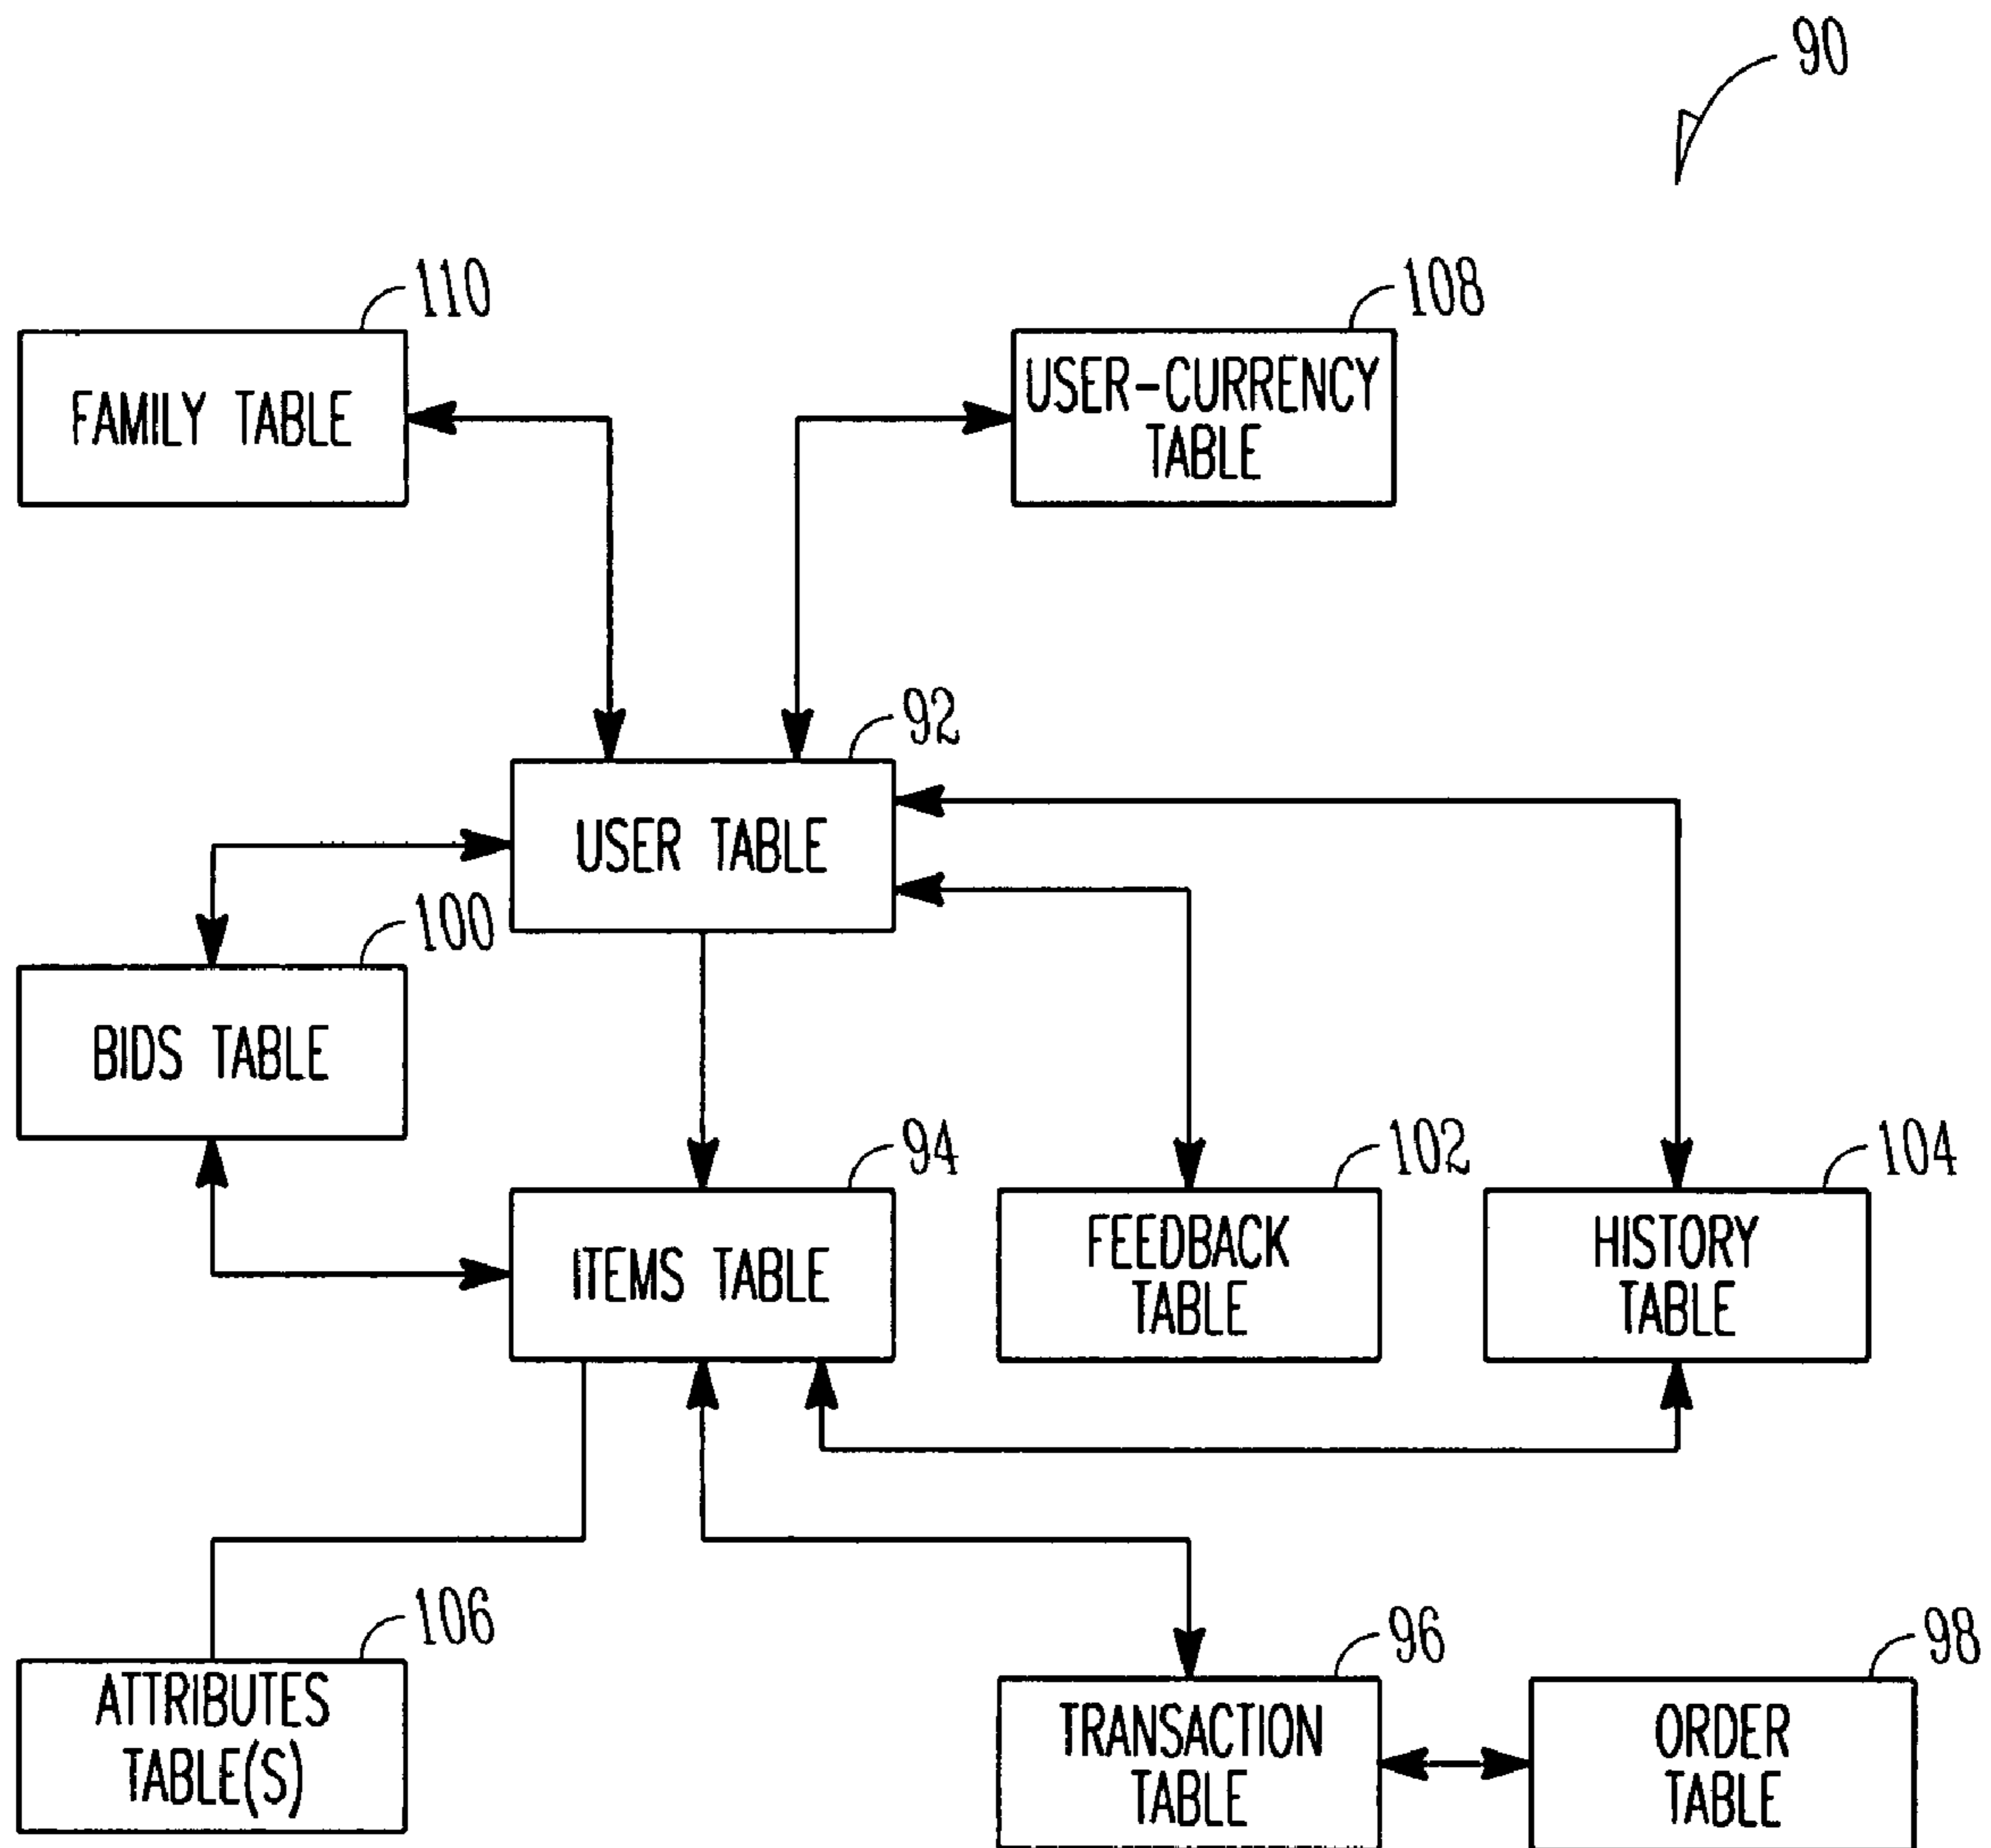 90
110
108
FAMILY TABLE
USER-CURRENCY
TABLE
92
USER TABLE
100
BIDS TABLE
94
102
104
ITEMS TABLE
FEEDBACK
TABLE
HISTORY
TABLE
106
96
98
ATTRIBUTES
TABLE(S)
TRANSACTION
TABLE
ORDER
TABLE